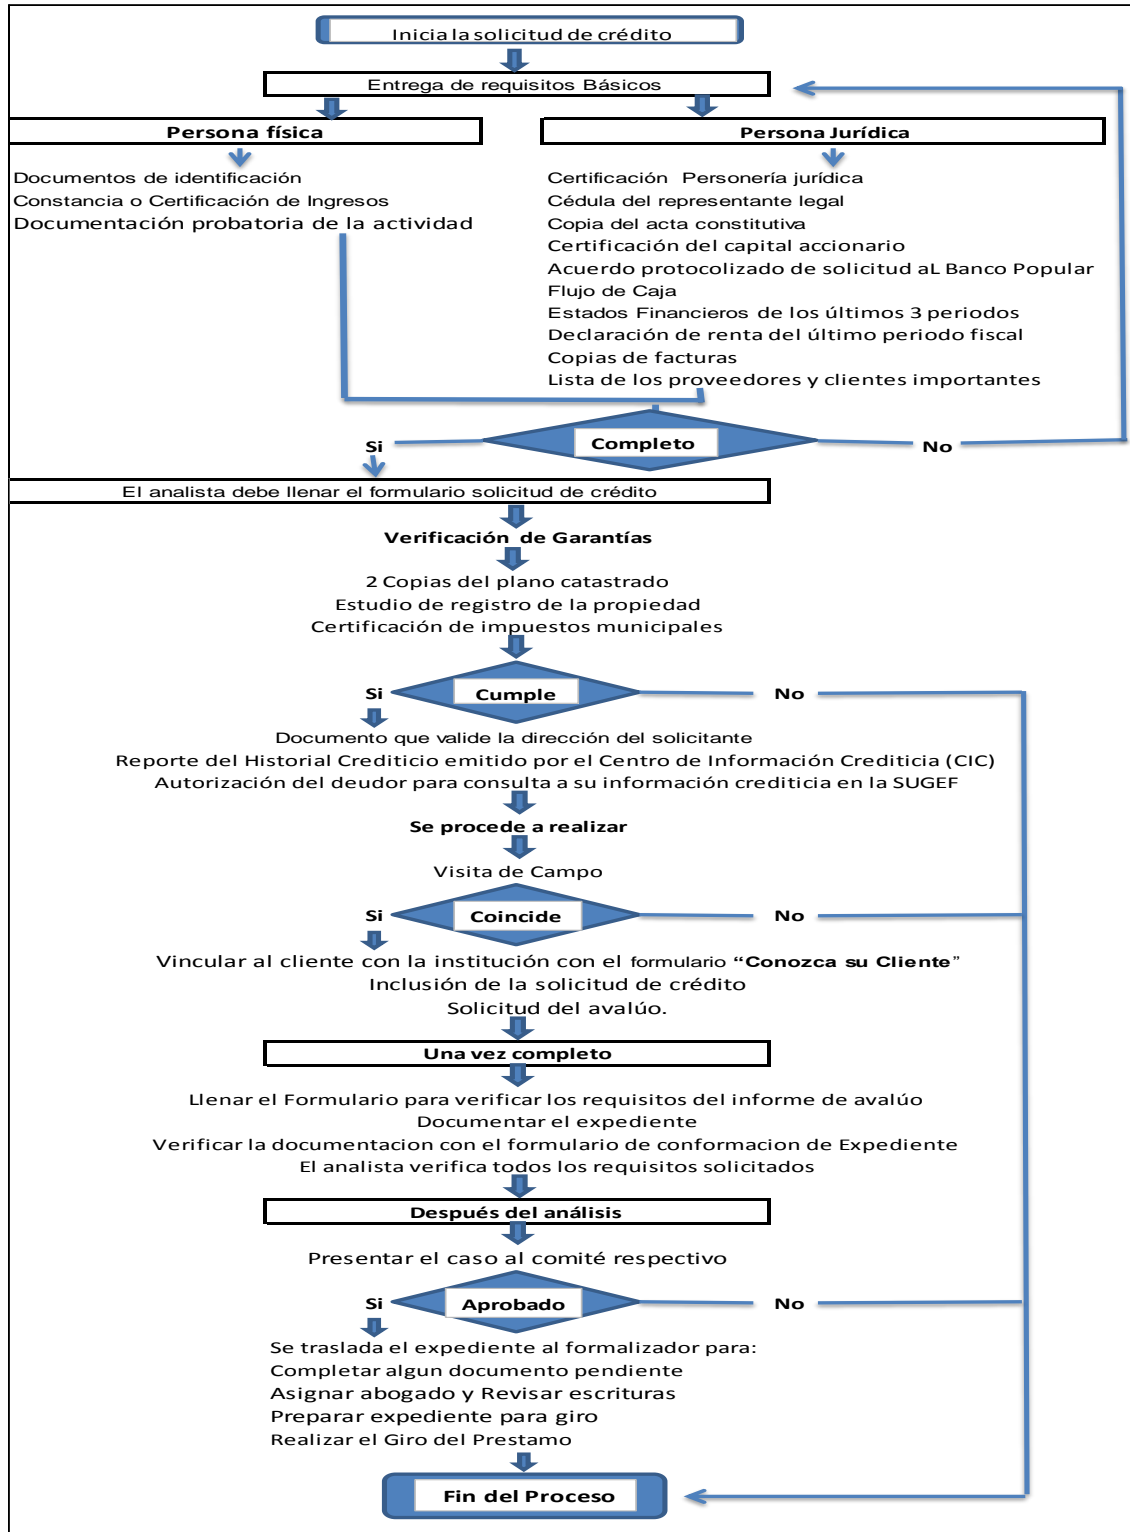 Inicia la solicitud de crédito
Entrega de requisitos Básicos
Persona física
Documentos de identificación
Constancia o Certificación de Ingresos
Documentación probatoria de la actividad
Persona Jurídica
Certificación Personería jurídica
Cédula del representante legal
Copia del acta constitutiva
Certificación del capital accionario
Acuerdo protocolizado de solicitud aL Banco Popular
Flujo de Caja
Estados Financieros de los últimos 3 periodos
Declaración de renta del último periodo fiscal
Copias de facturas
Lista de los proveedores y clientes importantes
Si Completo No
El analista debe llenar el formulario solicitud de crédito
Verificación de Garantías
2 Copias del plano catastrado
Estudio de registro de la propiedad
Certificación de impuestos municipales
Si Cumple No
Documento que valide la dirección del solicitante
Reporte del Historial Crediticio emitido por el Centro de Información Crediticia (CIC)
Autorización del deudor para consulta a su información crediticia en la SUGEF
Se procede a realizar
Visita de Campo
Si Coincide No
Vincular al cliente con la institución con el formulario “Conozca su Cliente”
Inclusión de la solicitud de crédito
Solicitud del avalúo.
Una vez completo
Llenar el Formulario para verificar los requisitos del informe de avalúo
Documentar el expediente
Verificar la documentacion con el formulario de conformacion de Expediente
El analista verifica todos los requisitos solicitados
Después del análisis
Presentar el caso al comité respectivo
Si Aprobado No
Se traslada el expediente al formalizador para:
Completar algun documento pendiente
Asignar abogado y Revisar escrituras
Preparar expediente para giro
Realizar el Giro del Prestamo
Fin del Proceso